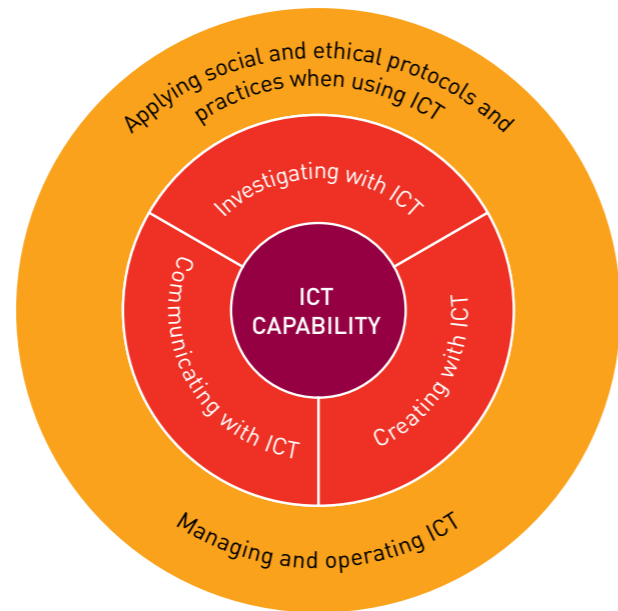 Applying social and ethical protocols and
practices when using ICT
Investigating with ICT
Communicating with ICT
ICT
CAPABILITY
Creating with ICT
Managing and operating ICT